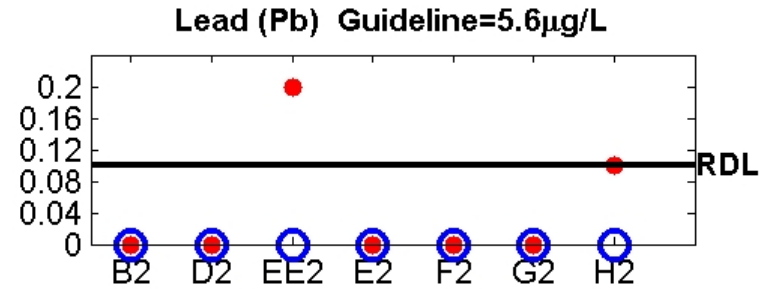 Lead (Pb) Guideline=5.6µg/L
0.2
0.16
0.12
RDL
0.08
0.04
0
B2 D2 EE2 E2 F2 G2 H2